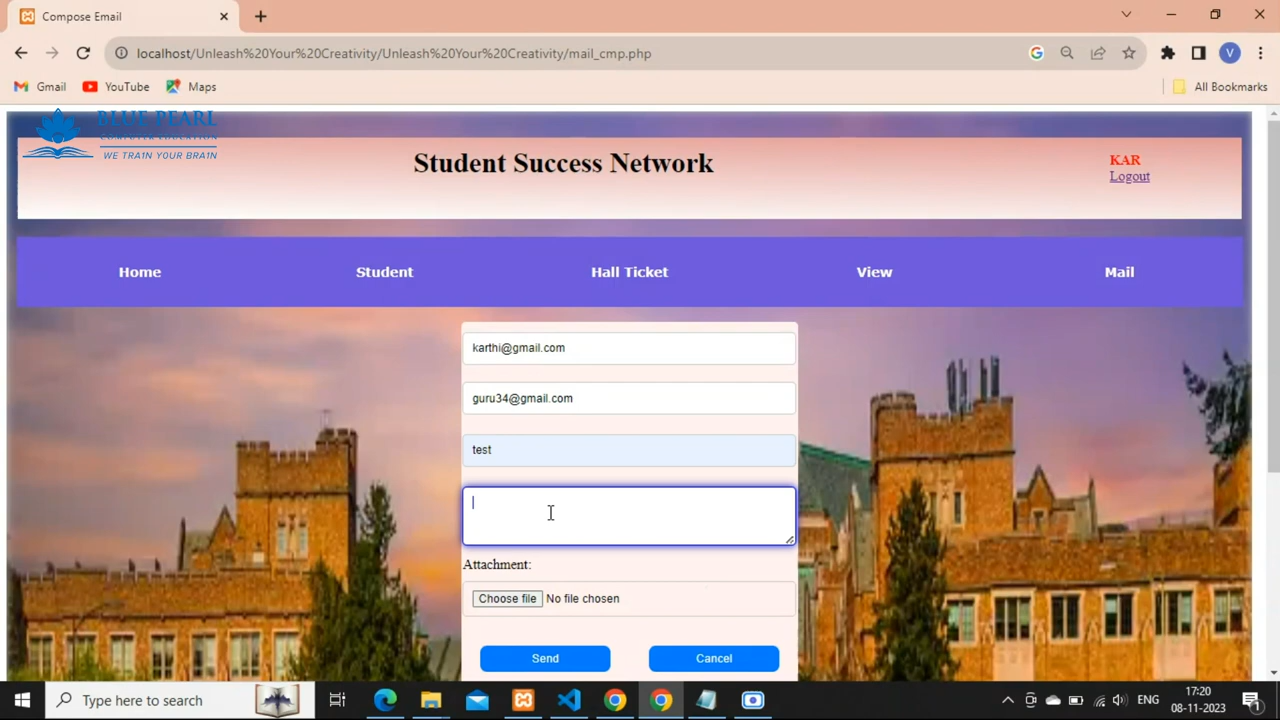 Compose Email
localhost/Unleash%20Your%20Creativity/Unleash%20Your%20Creativity/mail_cmp.php
G
V
Gmail
YouTube
Maps
All Bookmarks
BLUE PEARL
COMPUTER EDUCATION
WE TRAIN YOUR BRAIN
Student Success Network
KAR
Logout
Home
Student
Hall Ticket
View
Mail
karthi@gmail.com
guru34@gmail.com
test
Attachment:
Choose file No file chosen
Send
Cancel
Type here to search
ENG
17:20
08-11-2023
1